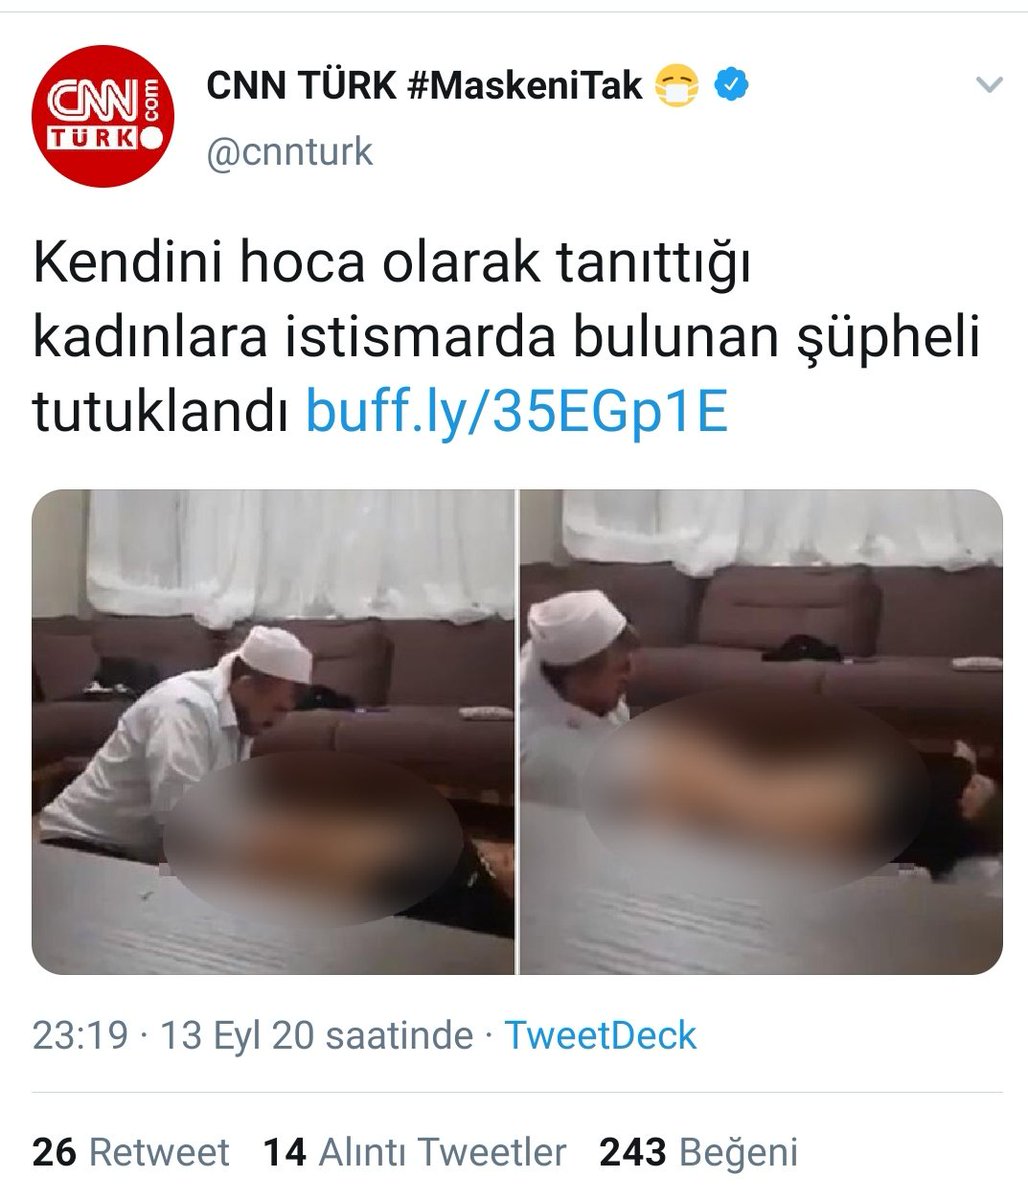 CNN
.com
TÜRK
CNN TÜRK #MaskeniTak 😷
@cnnturk
Kendini hoca olarak tanıttığı
kadınlara istismarda bulunan şüpheli
tutuklandı buff.ly/35EGp1E
23:19 · 13 Eyl 20 saatinde · TweetDeck
26 Retweet 14 Alıntı Tweetler 243 Beğeni